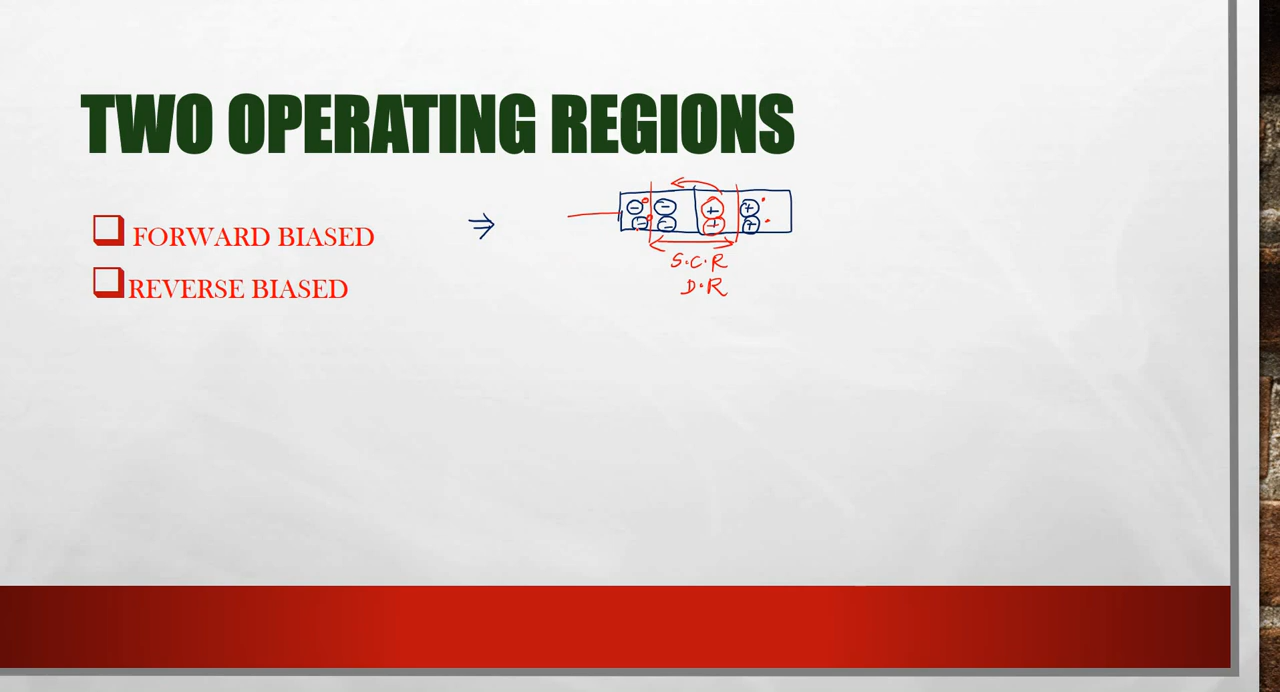 TWO OPERATING REGIONS
FORWARD BIASED
REVERSE BIASED
⇒
- - + +
- - + +
S.C.R
D.R